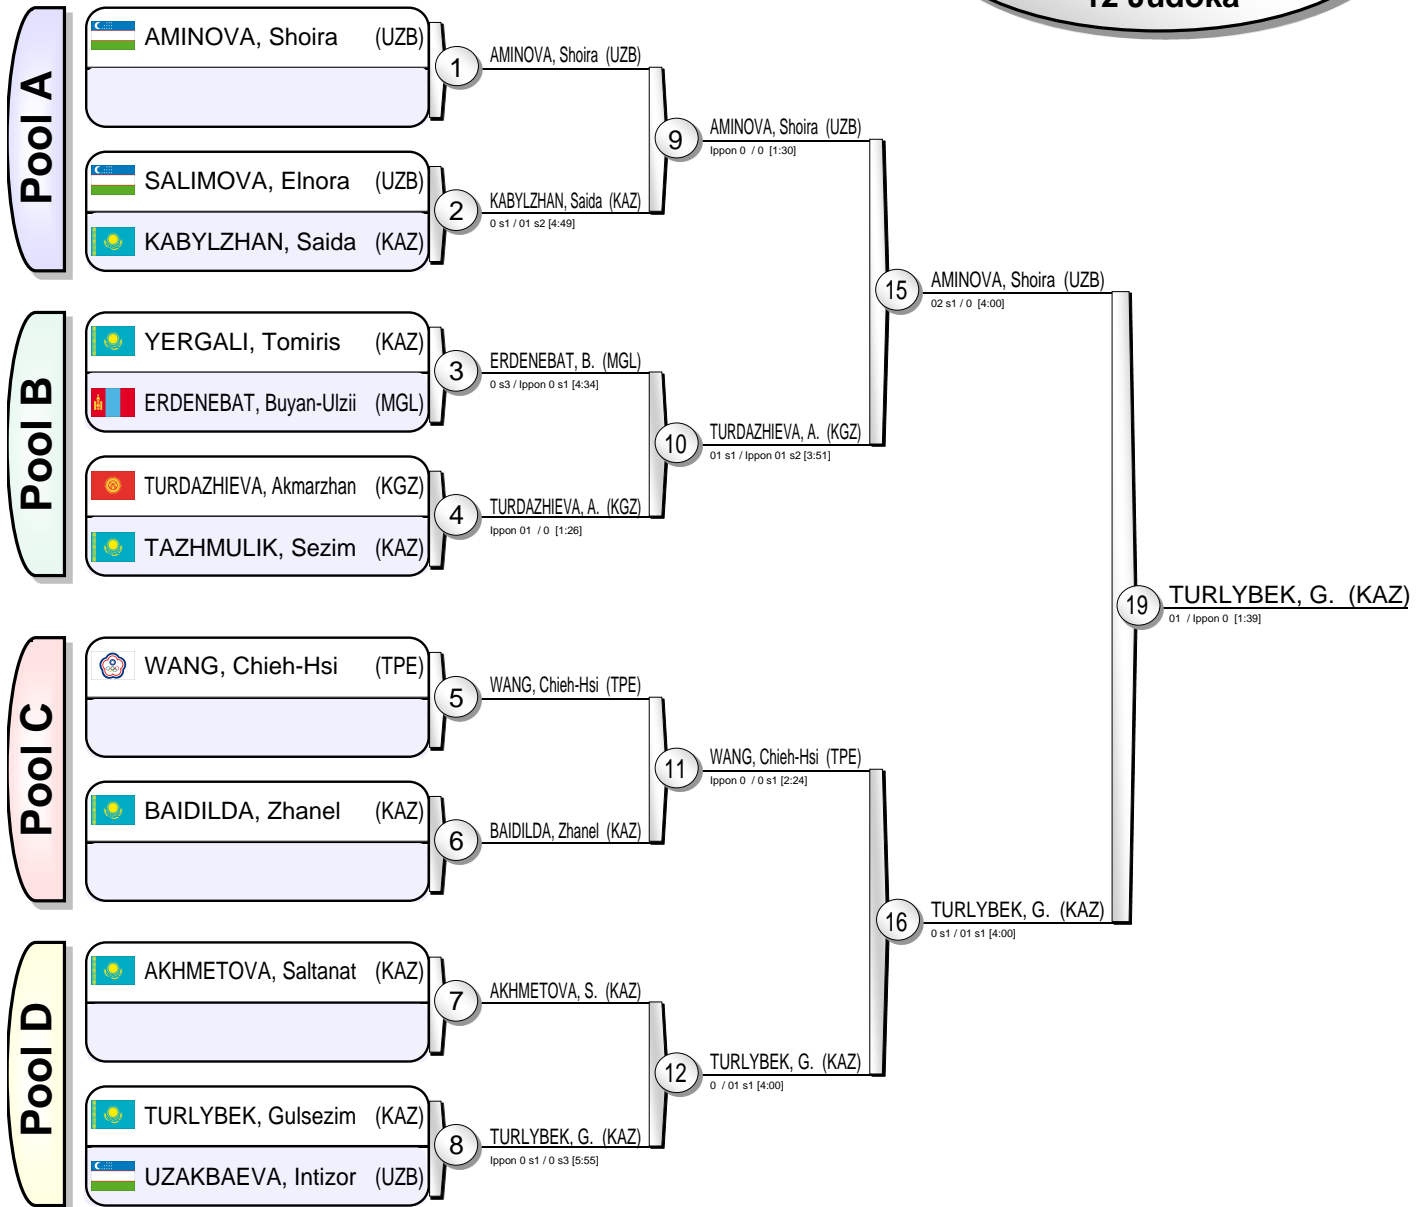 12 Judoka
Pool A
AMINOVA, Shoira (UZB)
SALIMOVA, Elnora (UZB)
KABYLZHAN, Saida (KAZ)
Pool B
YERGALI, Tomiris (KAZ)
ERDENEBAT, Buyan-Ulzii (MGL)
TURDAZHIEVA, Akmarzhan (KGZ)
TAZHMULIK, Sezim (KAZ)
Pool C
WANG, Chieh-Hsi (TPE)
BAIDILDA, Zhanel (KAZ)
Pool D
AKHMETOVA, Saltanat (KAZ)
TURLYBEK, Gulsezim (KAZ)
UZAKBAEVA, Intizor (UZB)
1
AMINOVA, Shoira (UZB)
2
KABYLZHAN, Saida (KAZ)
0 s1 / 01 s2 [4:49]
3
ERDENEBAT, B. (MGL)
0 s3 / Ippon 0 s1 [4:34]
4
TURDAZHIEVA, A. (KGZ)
Ippon 01 / 0 [1:26]
5
WANG, Chieh-Hsi (TPE)
6
BAIDILDA, Zhanel (KAZ)
7
AKHMETOVA, S. (KAZ)
8
TURLYBEK, G. (KAZ)
Ippon 0 s1 / 0 s3 [5:55]
9
AMINOVA, Shoira (UZB)
Ippon 0 / 0 [1:30]
10
TURDAZHIEVA, A. (KGZ)
01 s1 / Ippon 01 s2 [3:51]
11
WANG, Chieh-Hsi (TPE)
Ippon 0 / 0 s1 [2:24]
12
TURLYBEK, G. (KAZ)
0 / 01 s1 [4:00]
15
AMINOVA, Shoira (UZB)
02 s1 / 0 [4:00]
16
TURLYBEK, G. (KAZ)
0 s1 / 01 s1 [4:00]
19
TURLYBEK, G. (KAZ)
01 / Ippon 0 [1:39]